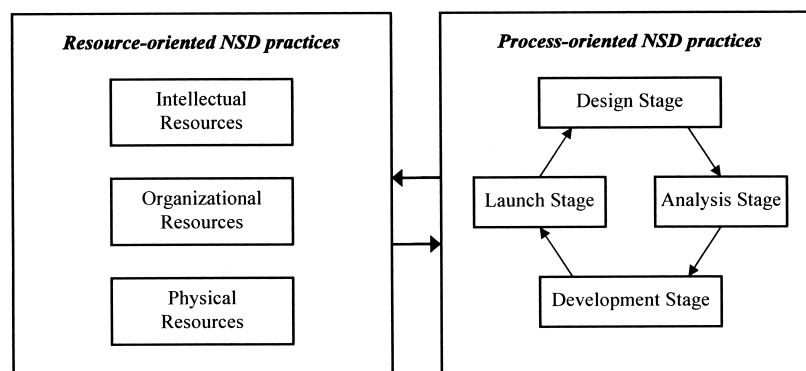 Resource-oriented NSD practices
Intellectual
Resources
Organizational
Resources
Physical
Resources
Process-oriented NSD practices
Design Stage
Launch Stage
Analysis Stage
Development Stage